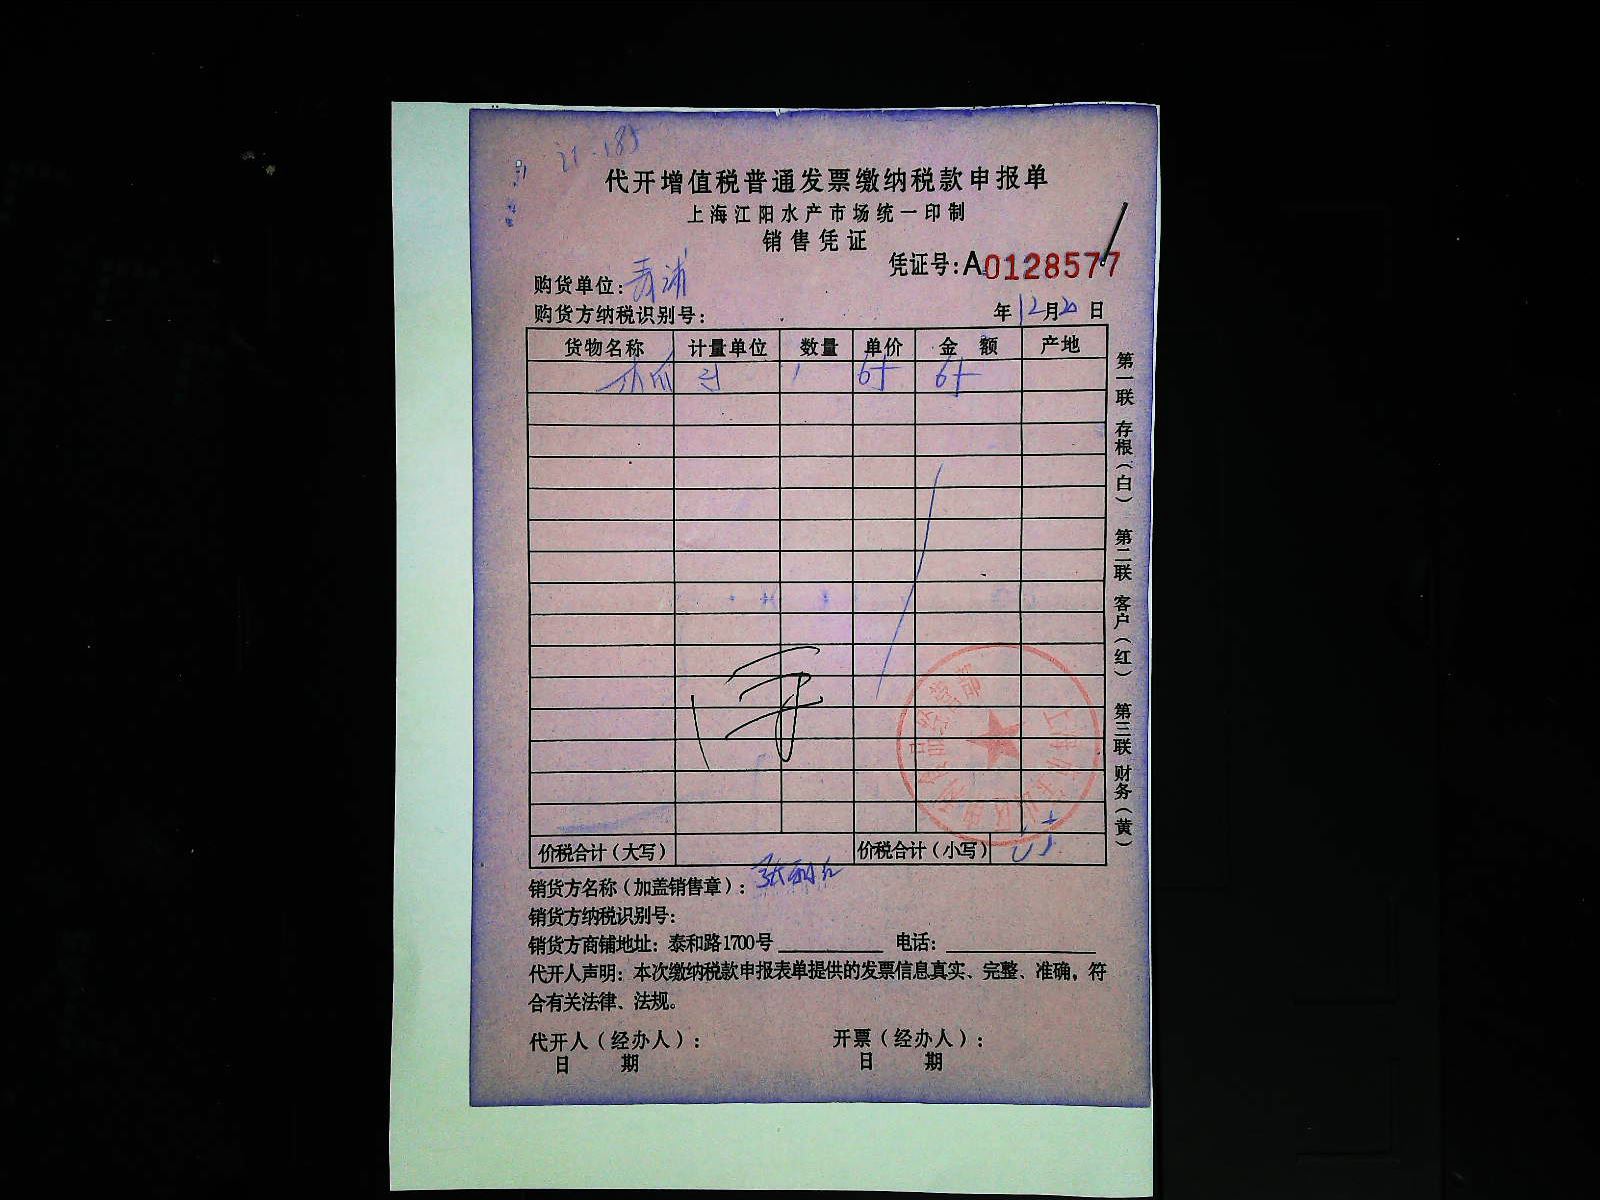 21-185
代开增值税普通发票缴纳税款申报单
上海江阳水产市场统一印制
销售凭证
凭证号:A0128577
购货单位:
购货方纳税识别号:
年12月20日
货物名称 计量单位 数量 单价 金 额 产地
1 65 65
第一联 存根(白) 第二联 客户(红) 第三联 财务(黄)
价税合计(大写) 价税合计(小写)
销货方名称(加盖销售章):
销货方纳税识别号:
销货方商铺地址:泰和路1700号 电话:
代开人声明:本次缴纳税款申报表单提供的发票信息真实、完整、准确,符
合有关法律、法规。
代开人(经办人): 开票(经办人):
日 期 日 期